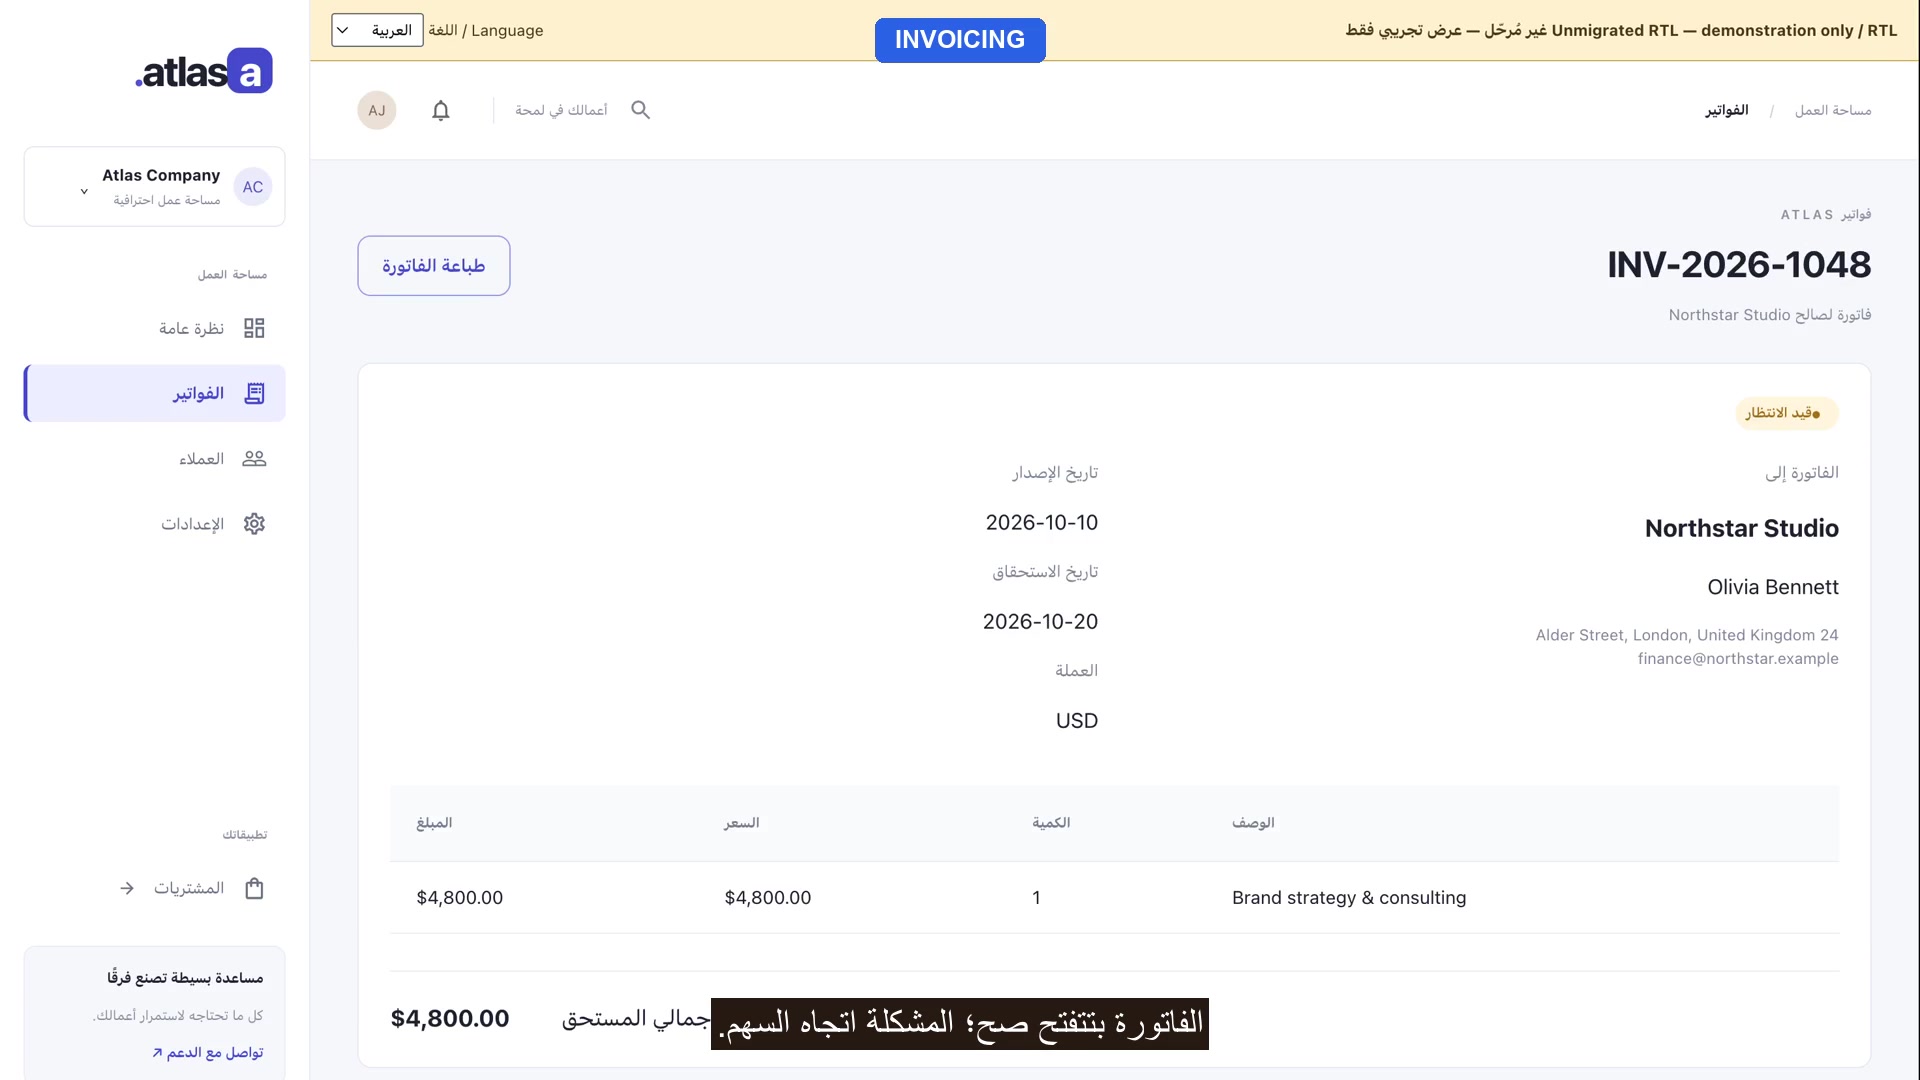 Unmigrated RTL — demonstration only / RTL غير مُرحّل — عرض تجريبي فقط
INVOICING
Language / اللغة
العربية
atlas.
a
AC
Atlas Company
مساحة عمل احترافية
مساحة العمل
نظرة عامة
الفواتير
العملاء
الإعدادات
تطبيقاتك
المشتريات
مساعدة بسيطة تصنع فرقًا
كل ما تحتاجه لاستمرار أعمالك.
تواصل مع الدعم
مساحة العمل / الفواتير
أعمالك في لمحة
AJ
فواتير ATLAS
INV-2026-1048
فاتورة لصالح Northstar Studio
طباعة الفاتورة
قيد الانتظار
الفاتورة إلى
Northstar Studio
Olivia Bennett
Alder Street, London, United Kingdom 24
finance@northstar.example
تاريخ الإصدار
2026-10-10
تاريخ الاستحقاق
2026-10-20
العملة
USD
الوصف الكمية السعر المبلغ
Brand strategy & consulting 1 $4,800.00 $4,800.00
جمالي المستحق $4,800.00
الفاتورة بتتفتح صح؛ المشكلة اتجاه السهم.